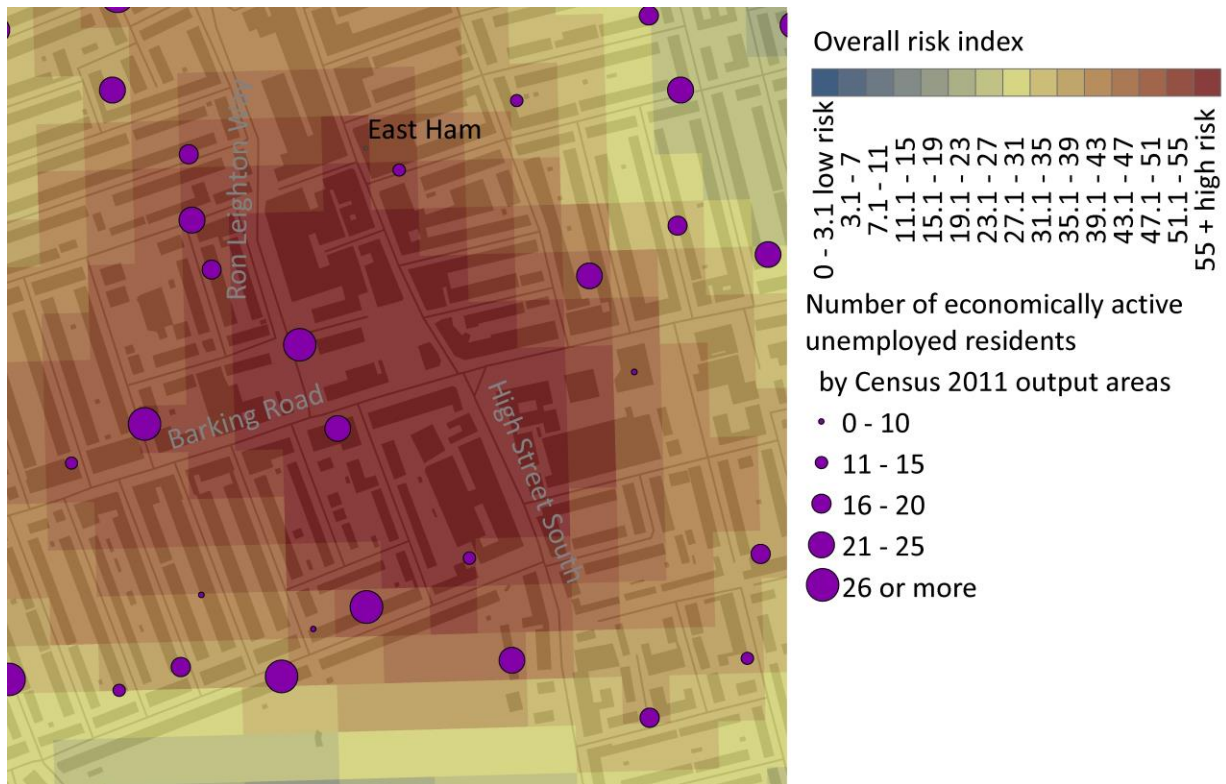 East Ham
Ron Leighton Way
Barking Road
High Street South
Overall risk index
0 - 3.1 low risk
3.1 - 7
7.1 - 11
11.1 - 15
15.1 - 19
19.1 - 23
23.1 - 27
27.1 - 31
31.1 - 35
35.1 - 39
39.1 - 43
43.1 - 47
47.1 - 51
51.1 - 55
55 + high risk
Number of economically active
unemployed residents
by Census 2011 output areas
0 - 10
11 - 15
16 - 20
21 - 25
26 or more